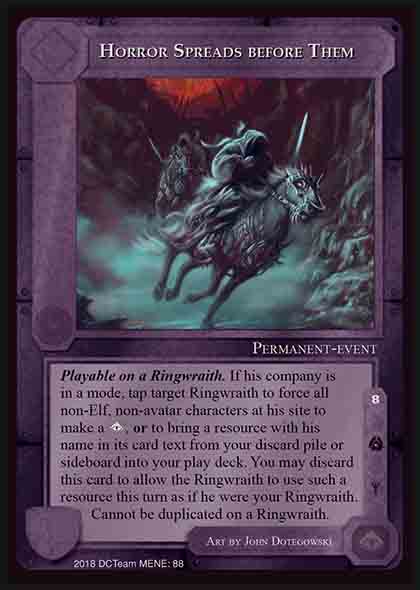 HORROR SPREADS BEFORE THEM
PERMANENT-EVENT
Playable on a Ringwraith. If his company is
in a mode, tap target Ringwraith to force all
non-Elf, non-avatar characters at his site to
make a , or to bring a resource with his
name in its card text from your discard pile or
sideboard into your play deck. You may discard
this card to allow the Ringwraith to use such a
resource this turn as if he were your Ringwraith.
Cannot be duplicated on a Ringwraith.
8
ART BY JOHN DOTEGOWSKI
2018 DCTeam MENE: 88